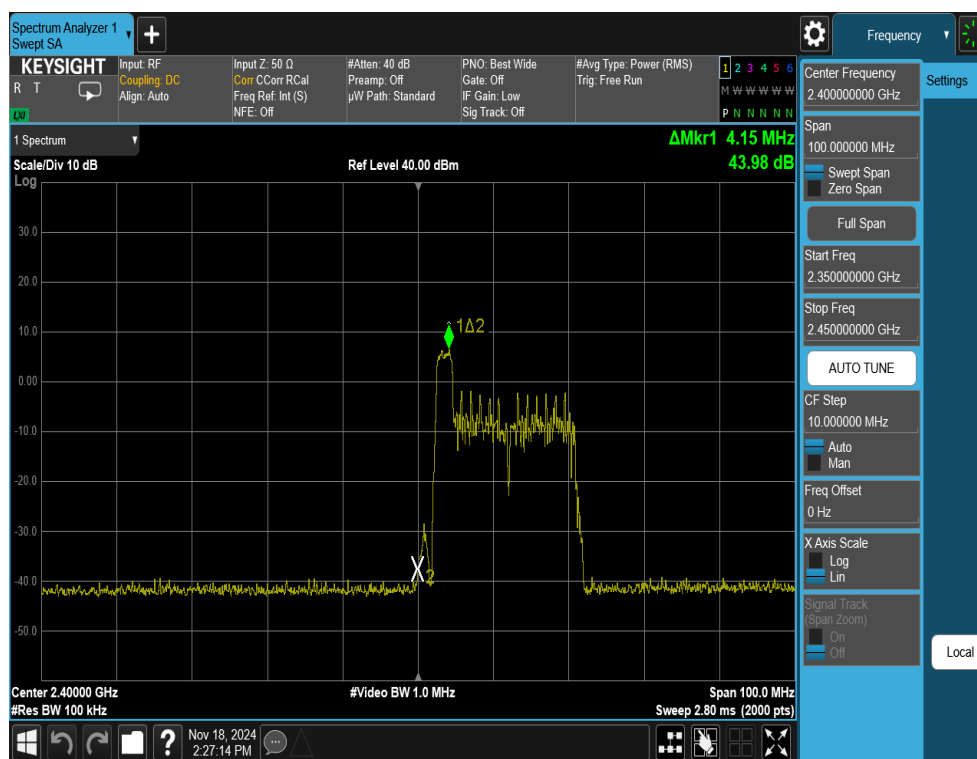 Spectrum Analyzer 1
Swept SA
Frequency
KEYSIGHT
R T
LXI
Input: RF
Coupling: DC
Align: Auto
Input Z: 50 Ω
Corr CCorr RCal
Freq Ref: Int (S)
NFE: Off
#Atten: 40 dB
Preamp: Off
µW Path: Standard
PNO: Best Wide
Gate: Off
IF Gain: Low
Sig Track: Off
#Avg Type: Power (RMS)
Trig: Free Run
1 2 3 4 5 6
M W W W W W
P N N N N N
1 Spectrum
ΔMkr1 4.15 MHz
43.98 dB
Scale/Div 10 dB
Ref Level 40.00 dBm
Log
30.0
20.0
10.0
0.00
-10.0
-20.0
-30.0
-40.0
-50.0
1Δ2
2
Center 2.40000 GHz
#Video BW 1.0 MHz
Span 100.0 MHz
#Res BW 100 kHz
Sweep 2.80 ms (2000 pts)
Nov 18, 2024
2:27:14 PM
Center Frequency
2.400000000 GHz
Settings
Span
100.000000 MHz
Swept Span
Zero Span
Full Span
Start Freq
2.350000000 GHz
Stop Freq
2.450000000 GHz
AUTO TUNE
CF Step
10.000000 MHz
Auto
Man
Freq Offset
0 Hz
X Axis Scale
Log
Lin
Signal Track
(Span Zoom)
On
Off
Local